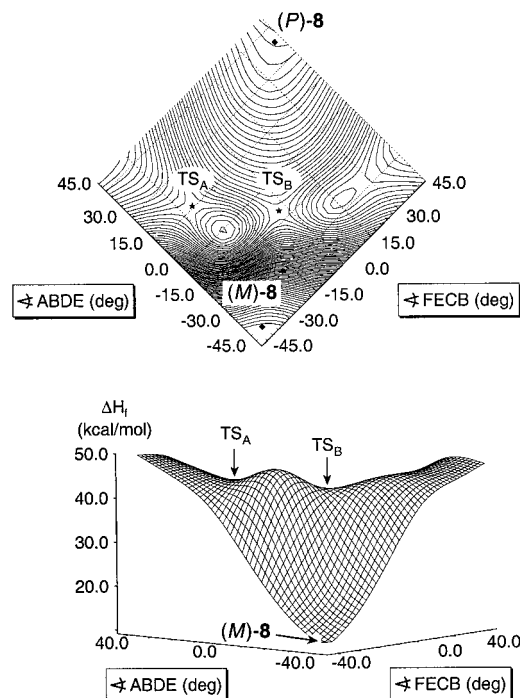 (P)-8
TS_A TS_B
45.0 45.0
30.0 30.0
15.0 15.0
0.0 0.0
-15.0 -15.0
(M)-8
-30.0 -30.0
-45.0 -45.0
∢ ABDE (deg) ∢ FECB (deg)
ΔH_f
(kcal/mol)
TS_A TS_B
50.0
40.0
30.0
20.0
(M)-8
40.0 0.0 -40.0 -40.0 0.0 40.0
∢ ABDE (deg) ∢ FECB (deg)